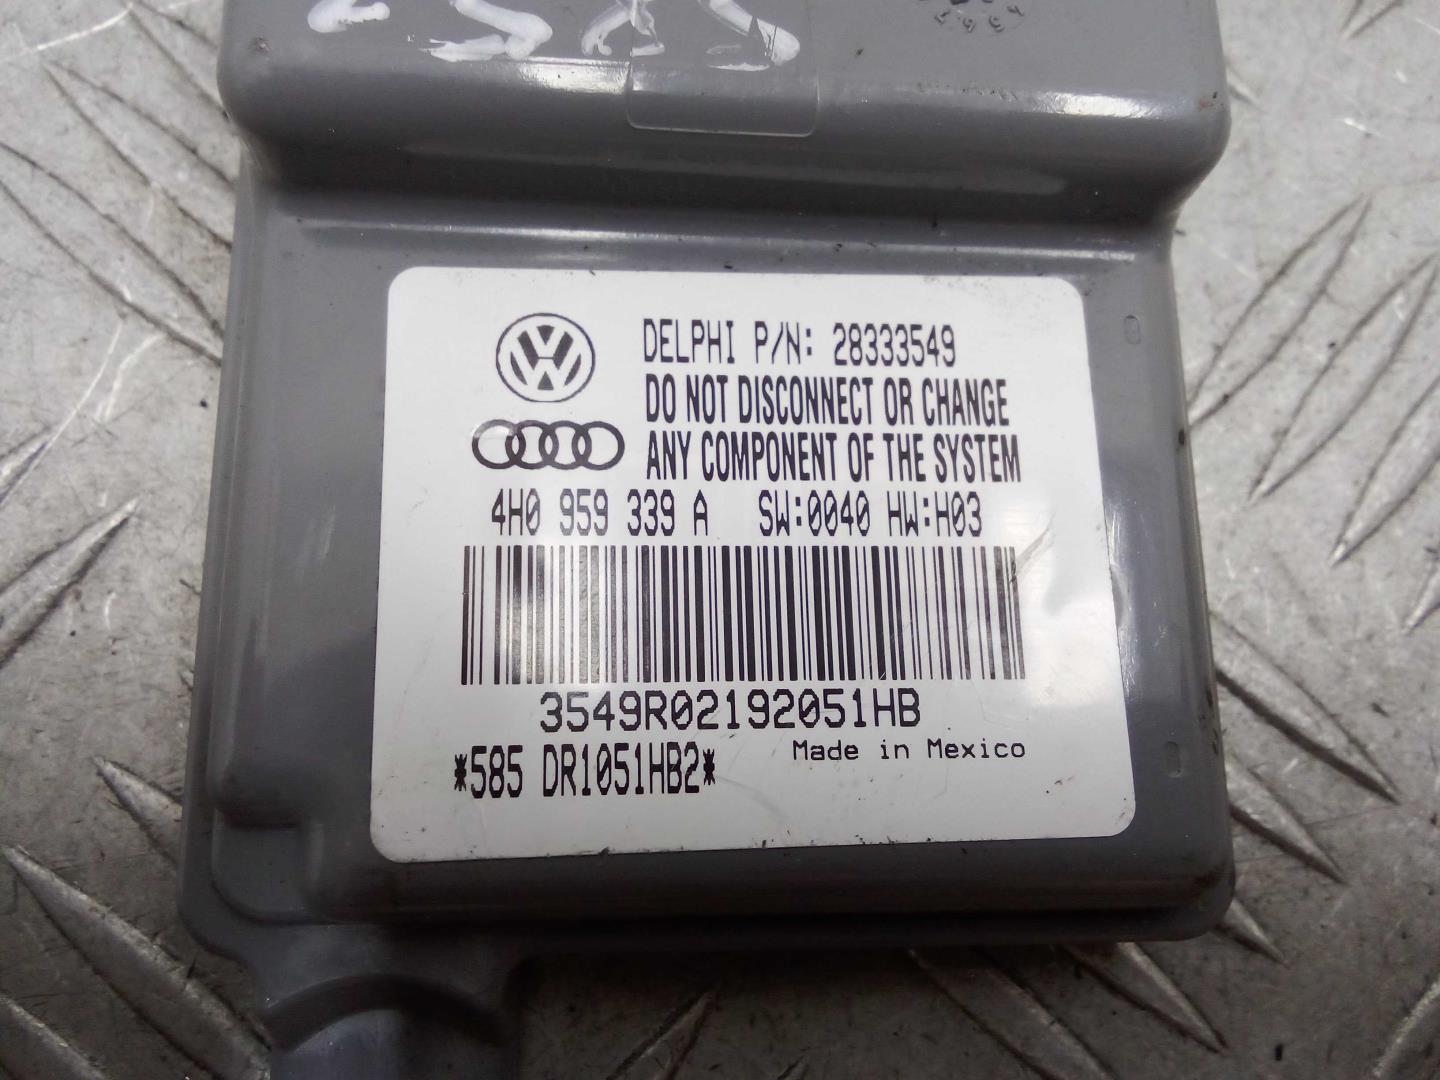 DELPHI P/N: 28333549
DO NOT DISCONNECT OR CHANGE
ANY COMPONENT OF THE SYSTEM
4H0 959 339 A SW:0040 HW:H03
3549R02192051HB
*585 DR1051HB2*
Made in Mexico